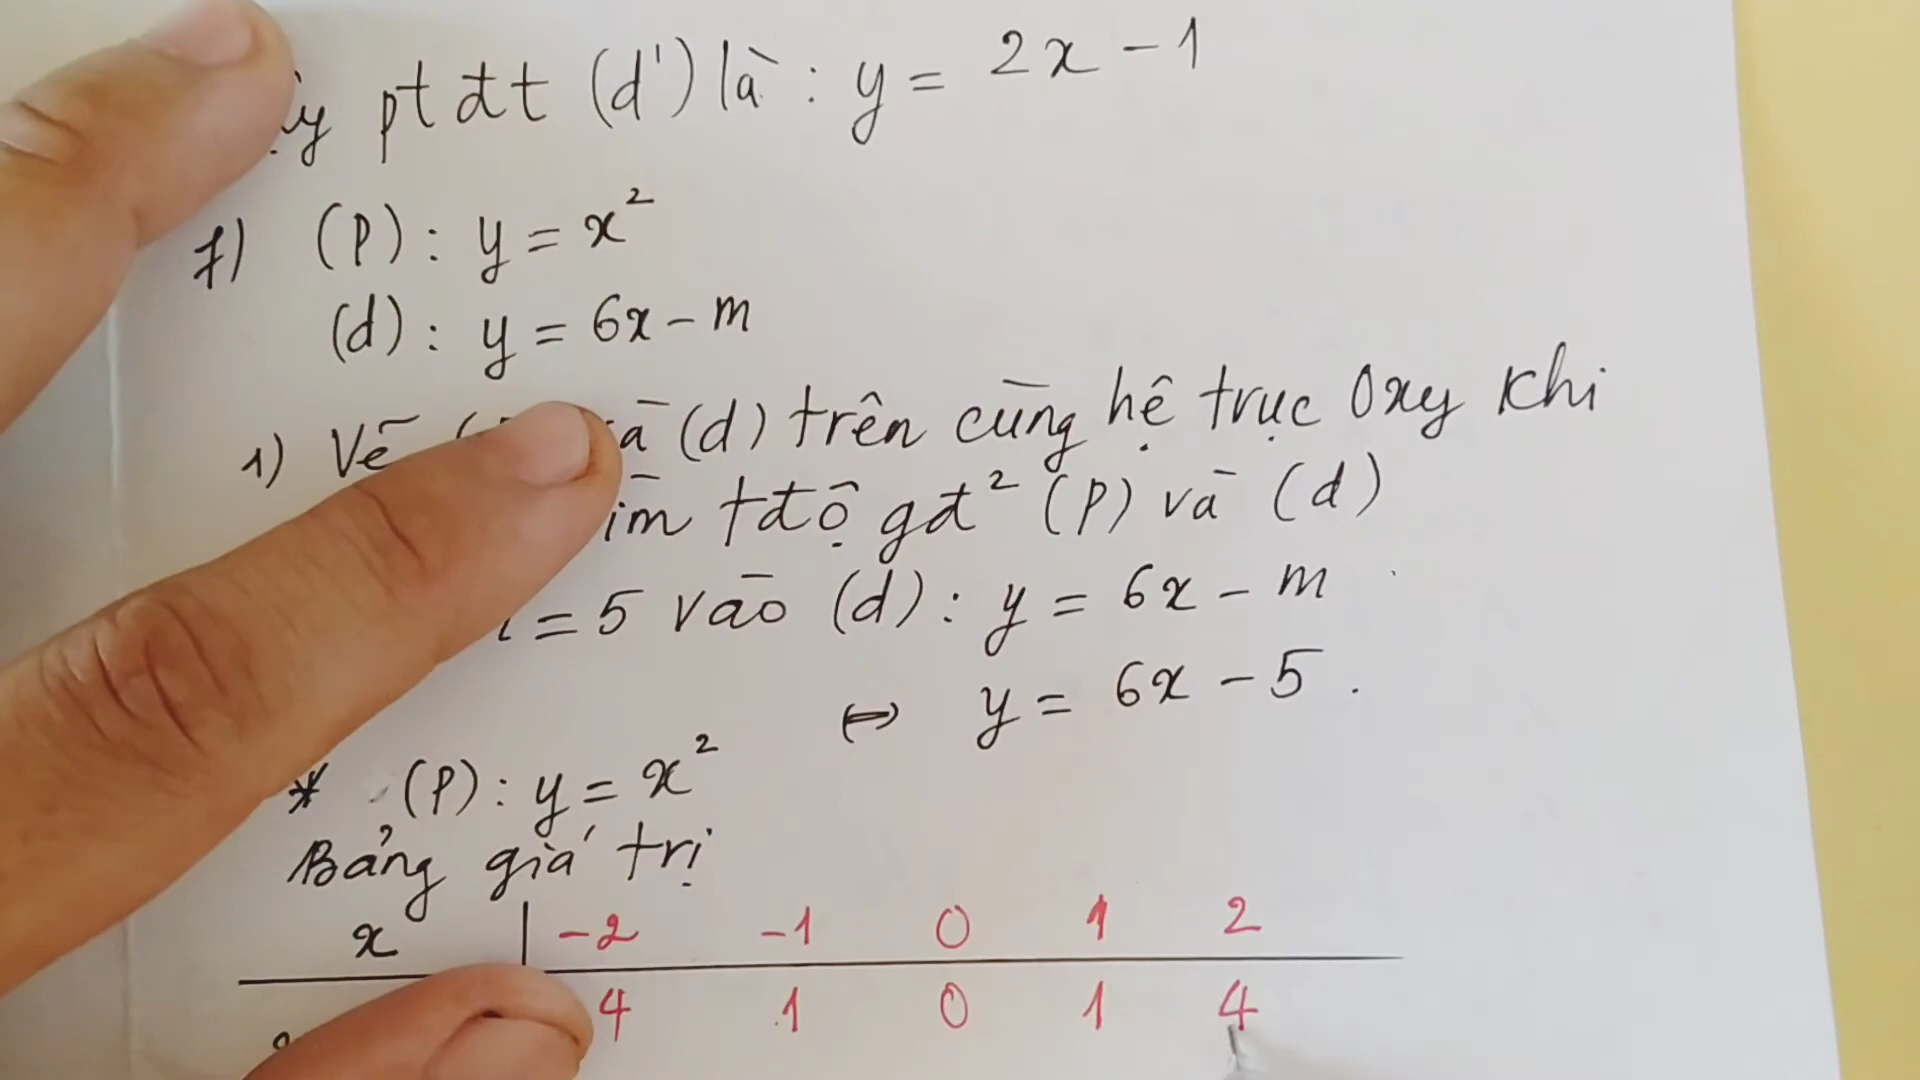 pt đt (d') là : y = 2x - 1
7) (P) : y = x²
(d) : y = 6x - m
1) Vẽ (d) trên cùng hệ trục Oxy khi
tđộ gđ² (P) và (d)
= 5 vào (d) : y = 6x - m
⇔ y = 6x - 5 .
* (P) : y = x²
Bảng giá trị
x | -2 -1 0 1 2
4 1 0 1 4